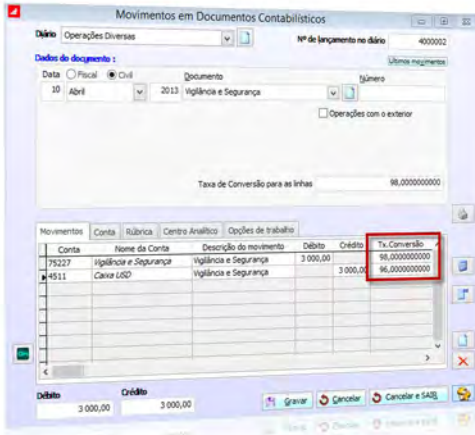 Movimentos em Documentos Contabilísticos
Diário Operações Diversas Nº de lançamento no diário 4000002
Dados do documento : Últimos movimentos
Data Fiscal Civil Documento Número
10 Abril 2013 Vigilância e Segurança
Operações com o exterior
Taxa de Conversão para as linhas 98,0000000000
Movimentos Conta Rúbrica Centro Analítico Opções de trabalho
Conta Nome da Conta Descrição do movimento Débito Crédito Tx.Conversão
75227 Vigilância e Segurança Vigilância e Segurança 3 000,00 98,0000000000
4511 Caixa USD Vigilância e Segurança 3 000,00 96,0000000000
Débito Crédito
3 000,00 3 000,00 Gravar Cancelar Cancelar e SAIR